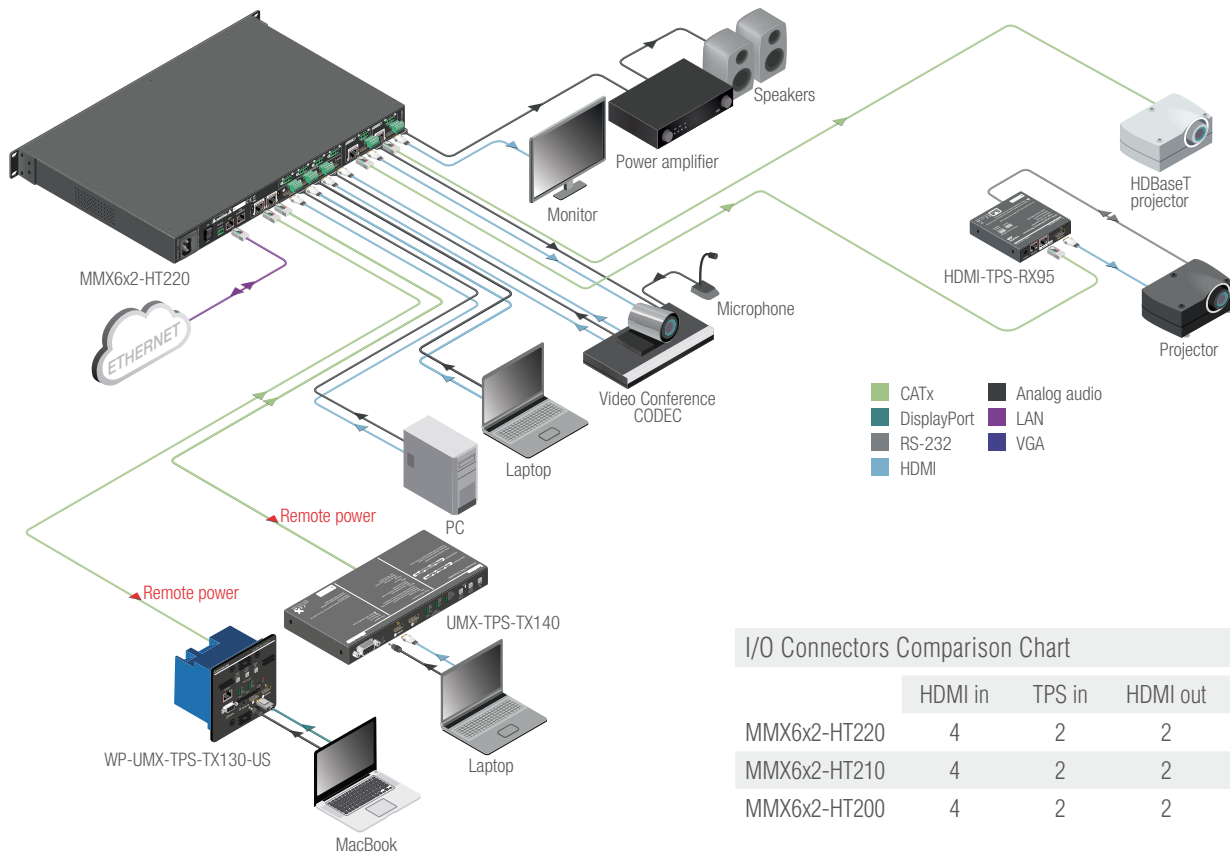 Speakers
Power amplifier
Monitor
HDBaseT
projector
MMX6x2-HT220
HDMI-TPS-RX95
Microphone
ETHERNET
Projector
Video Conference
CODEC
CATx
DisplayPort
RS-232
HDMI
Analog audio
LAN
VGA
Laptop
PC
Remote power
Remote power
UMX-TPS-TX140
WP-UMX-TPS-TX130-US
Laptop
MacBook
I/O Connectors Comparison Chart
HDMI in TPS in HDMI out
MMX6x2-HT220 4 2 2
MMX6x2-HT210 4 2 2
MMX6x2-HT200 4 2 2